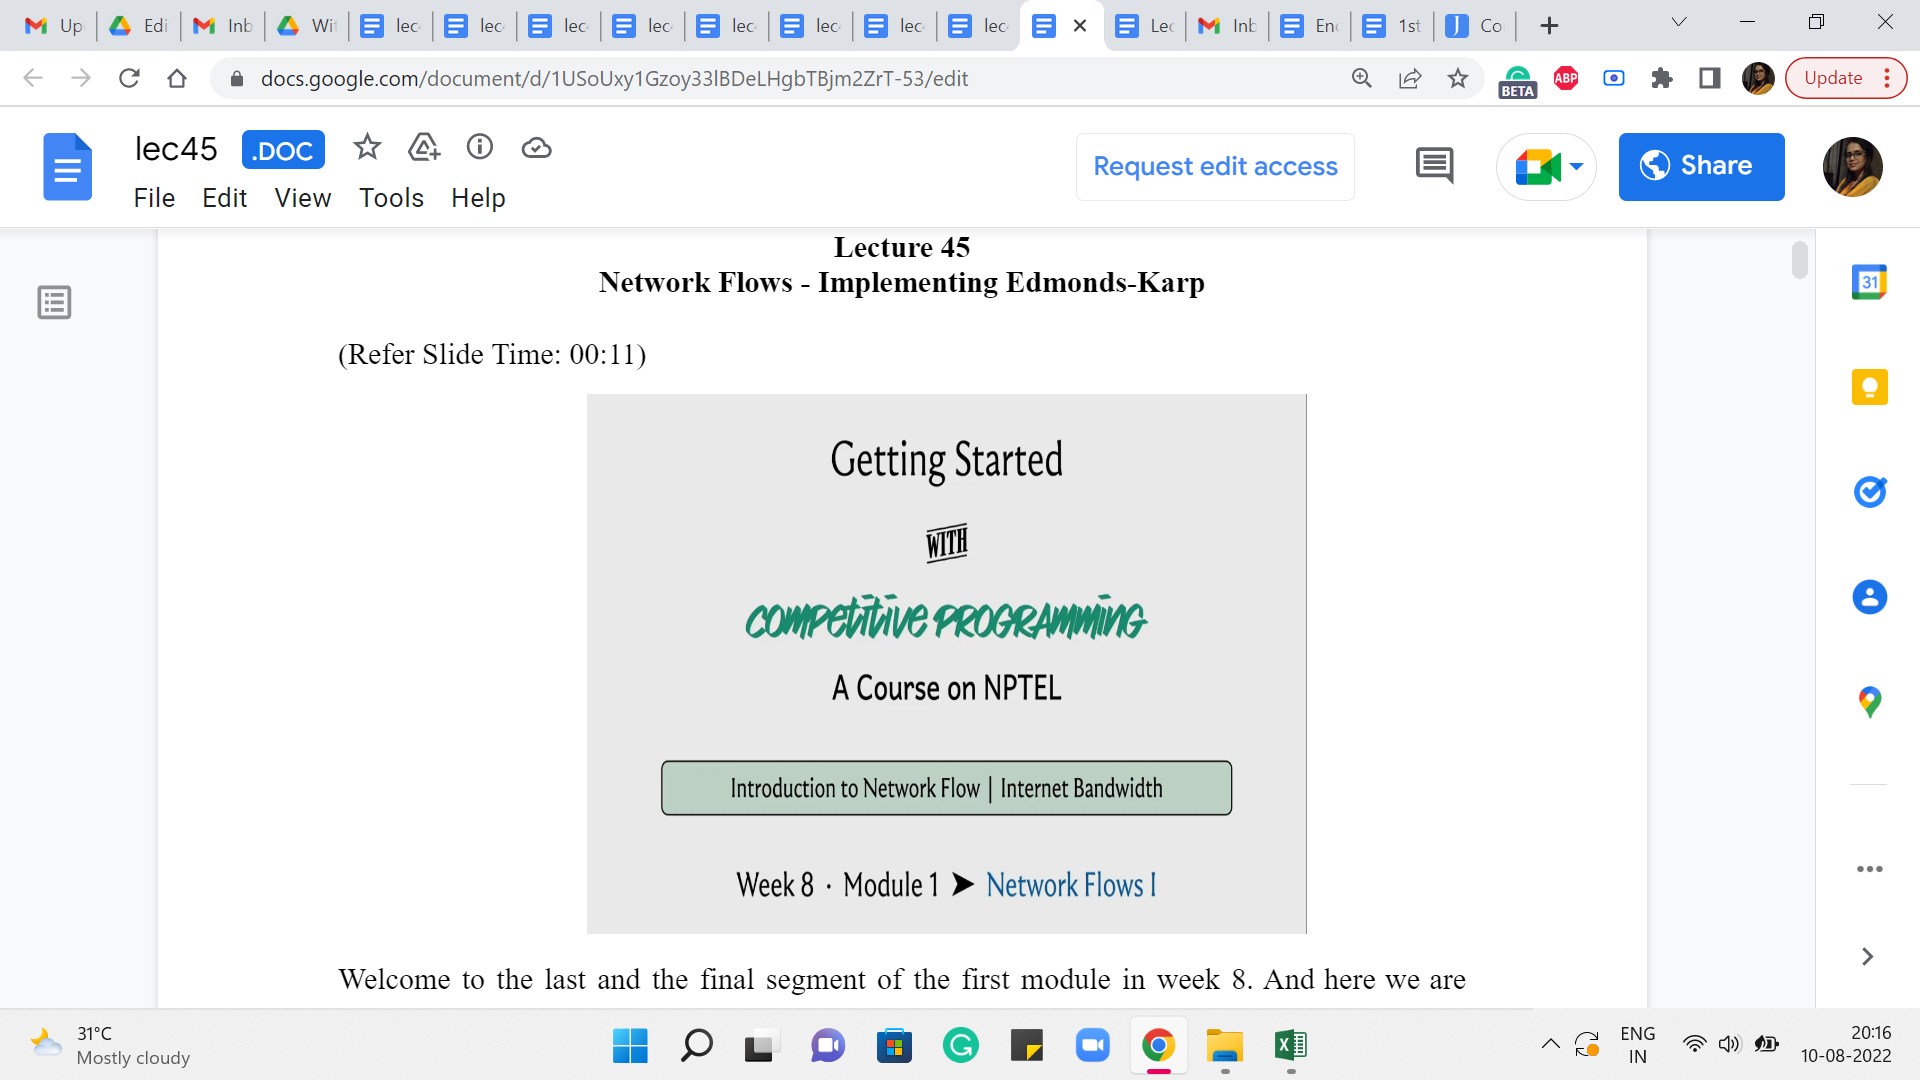 Up
Edi
Inb
Wi
lec
lec
lec
lec
lec
lec
lec
lec
Lec
Inb
Enc
1st
Co
docs.google.com/document/d/1USoUxy1Gzoy33lBDeLHgbTBjm2ZrT-53/edit
BETA
ABP
Update
lec45
.DOC
File Edit View Tools Help
Request edit access
Share
Lecture 45
Network Flows - Implementing Edmonds-Karp
(Refer Slide Time: 00:11)
Getting Started
WITH
COMPETITIVE PROGRAMMING
A Course on NPTEL
Introduction to Network Flow | Internet Bandwidth
Week 8 · Module 1 ➤ Network Flows I
Welcome to the last and the final segment of the first module in week 8. And here we are
31
31°C
Mostly cloudy
ENG
IN
20:16
10-08-2022